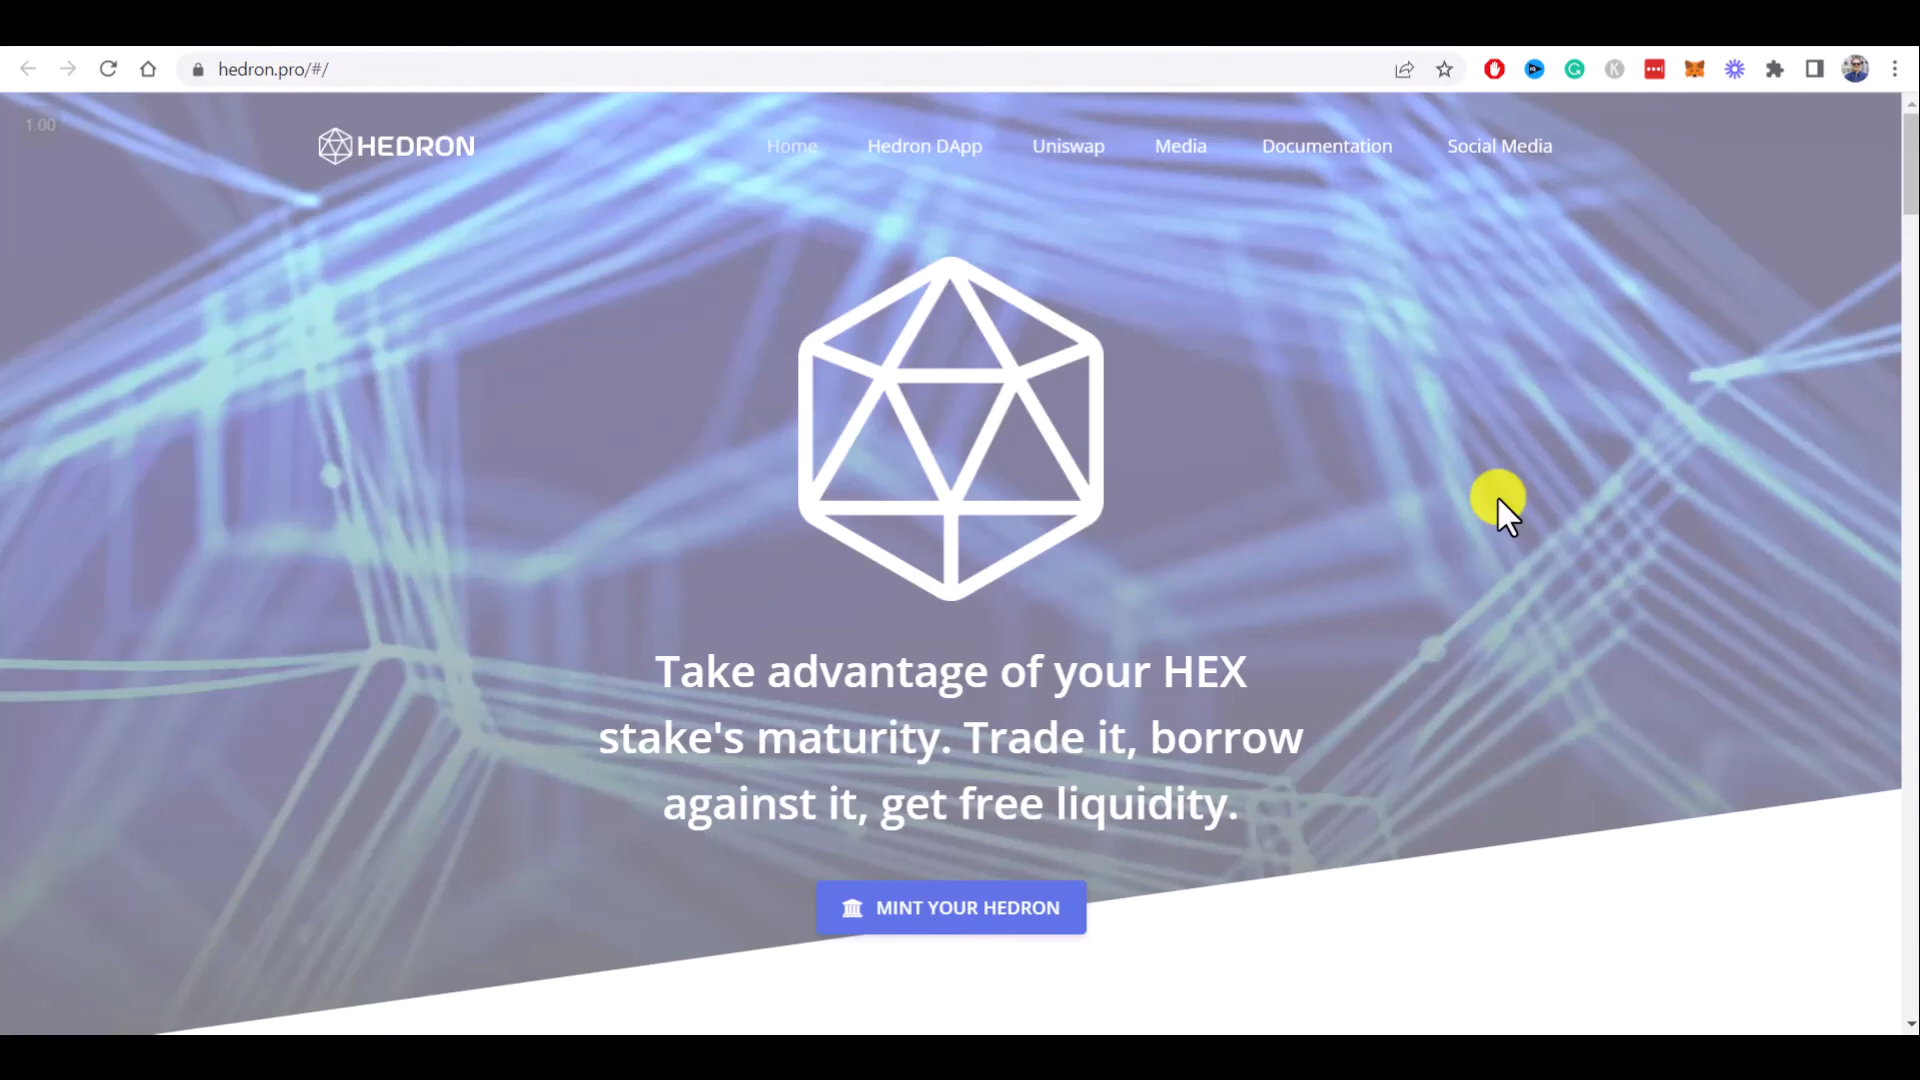 hedron.pro/#/
1.00
HEDRON
Home Hedron DApp Uniswap Media Documentation Social Media
Take advantage of your HEX
stake's maturity. Trade it, borrow
against it, get free liquidity.
MINT YOUR HEDRON